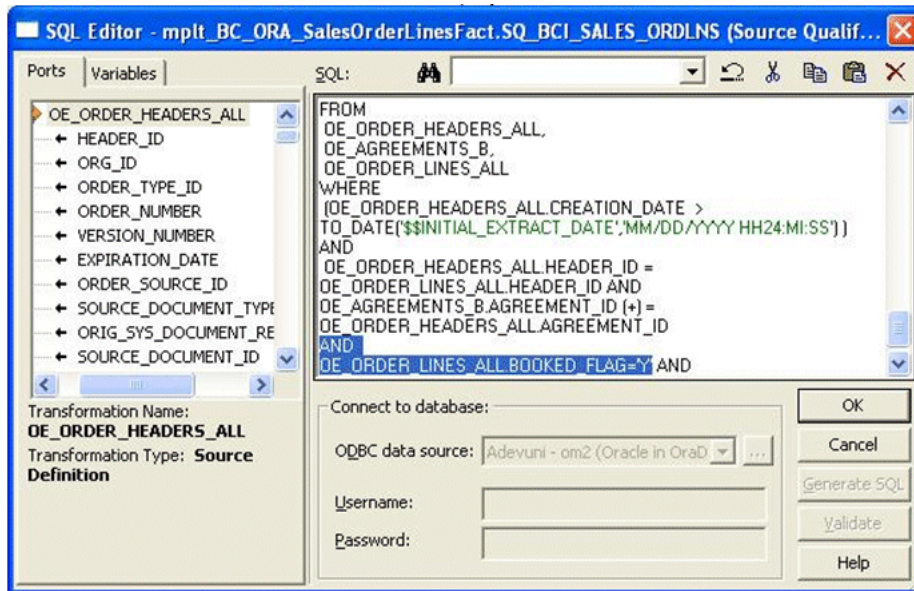 SQL Editor - mplt_BC_ORA_SalesOrderLinesFact.SQ_BCI_SALES_ORDLNS (Source Qualif...
Ports
Variables
SQL:
OE_ORDER_HEADERS_ALL
HEADER_ID
ORG_ID
ORDER_TYPE_ID
ORDER_NUMBER
VERSION_NUMBER
EXPIRATION_DATE
ORDER_SOURCE_ID
SOURCE_DOCUMENT_TYPE
ORIG_SYS_DOCUMENT_RE
SOURCE_DOCUMENT_ID
Transformation Name:
OE_ORDER_HEADERS_ALL
Transformation Type: Source
Definition
FROM
OE_ORDER_HEADERS_ALL,
OE_AGREEMENTS_B,
OE_ORDER_LINES_ALL
WHERE
(OE_ORDER_HEADERS_ALL.CREATION_DATE >
TO_DATE('$$INITIAL_EXTRACT_DATE','MM/DD/YYYY HH24:MI:SS'))
AND
OE_ORDER_HEADERS_ALL.HEADER_ID =
OE_ORDER_LINES_ALL.HEADER_ID AND
OE_AGREEMENTS_B.AGREEMENT_ID (+) =
OE_ORDER_HEADERS_ALL.AGREEMENT_ID
AND
OE_ORDER_LINES_ALL.BOOKED_FLAG='Y' AND
Connect to database:
ODBC data source: Adevuni - om2 (Oracle in OraD ...
Username:
Password:
OK
Cancel
Generate SQL
Validate
Help